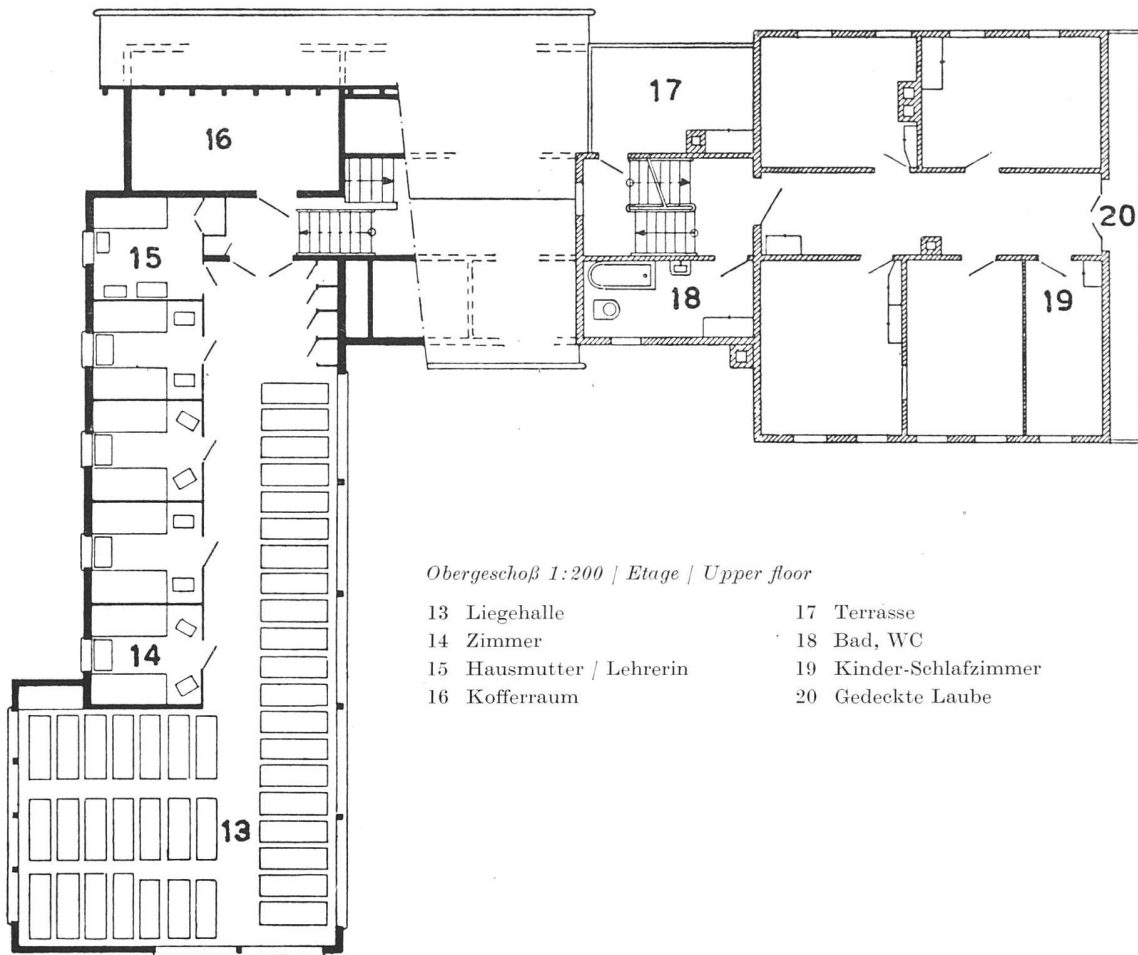 17
16
20
15
18
19
14
13
Obergeschoß 1:200 / Etage / Upper floor
13 Liegehalle
14 Zimmer
15 Hausmutter / Lehrerin
16 Kofferraum
17 Terrasse
18 Bad, WC
19 Kinder-Schlafzimmer
20 Gedeckte Laube